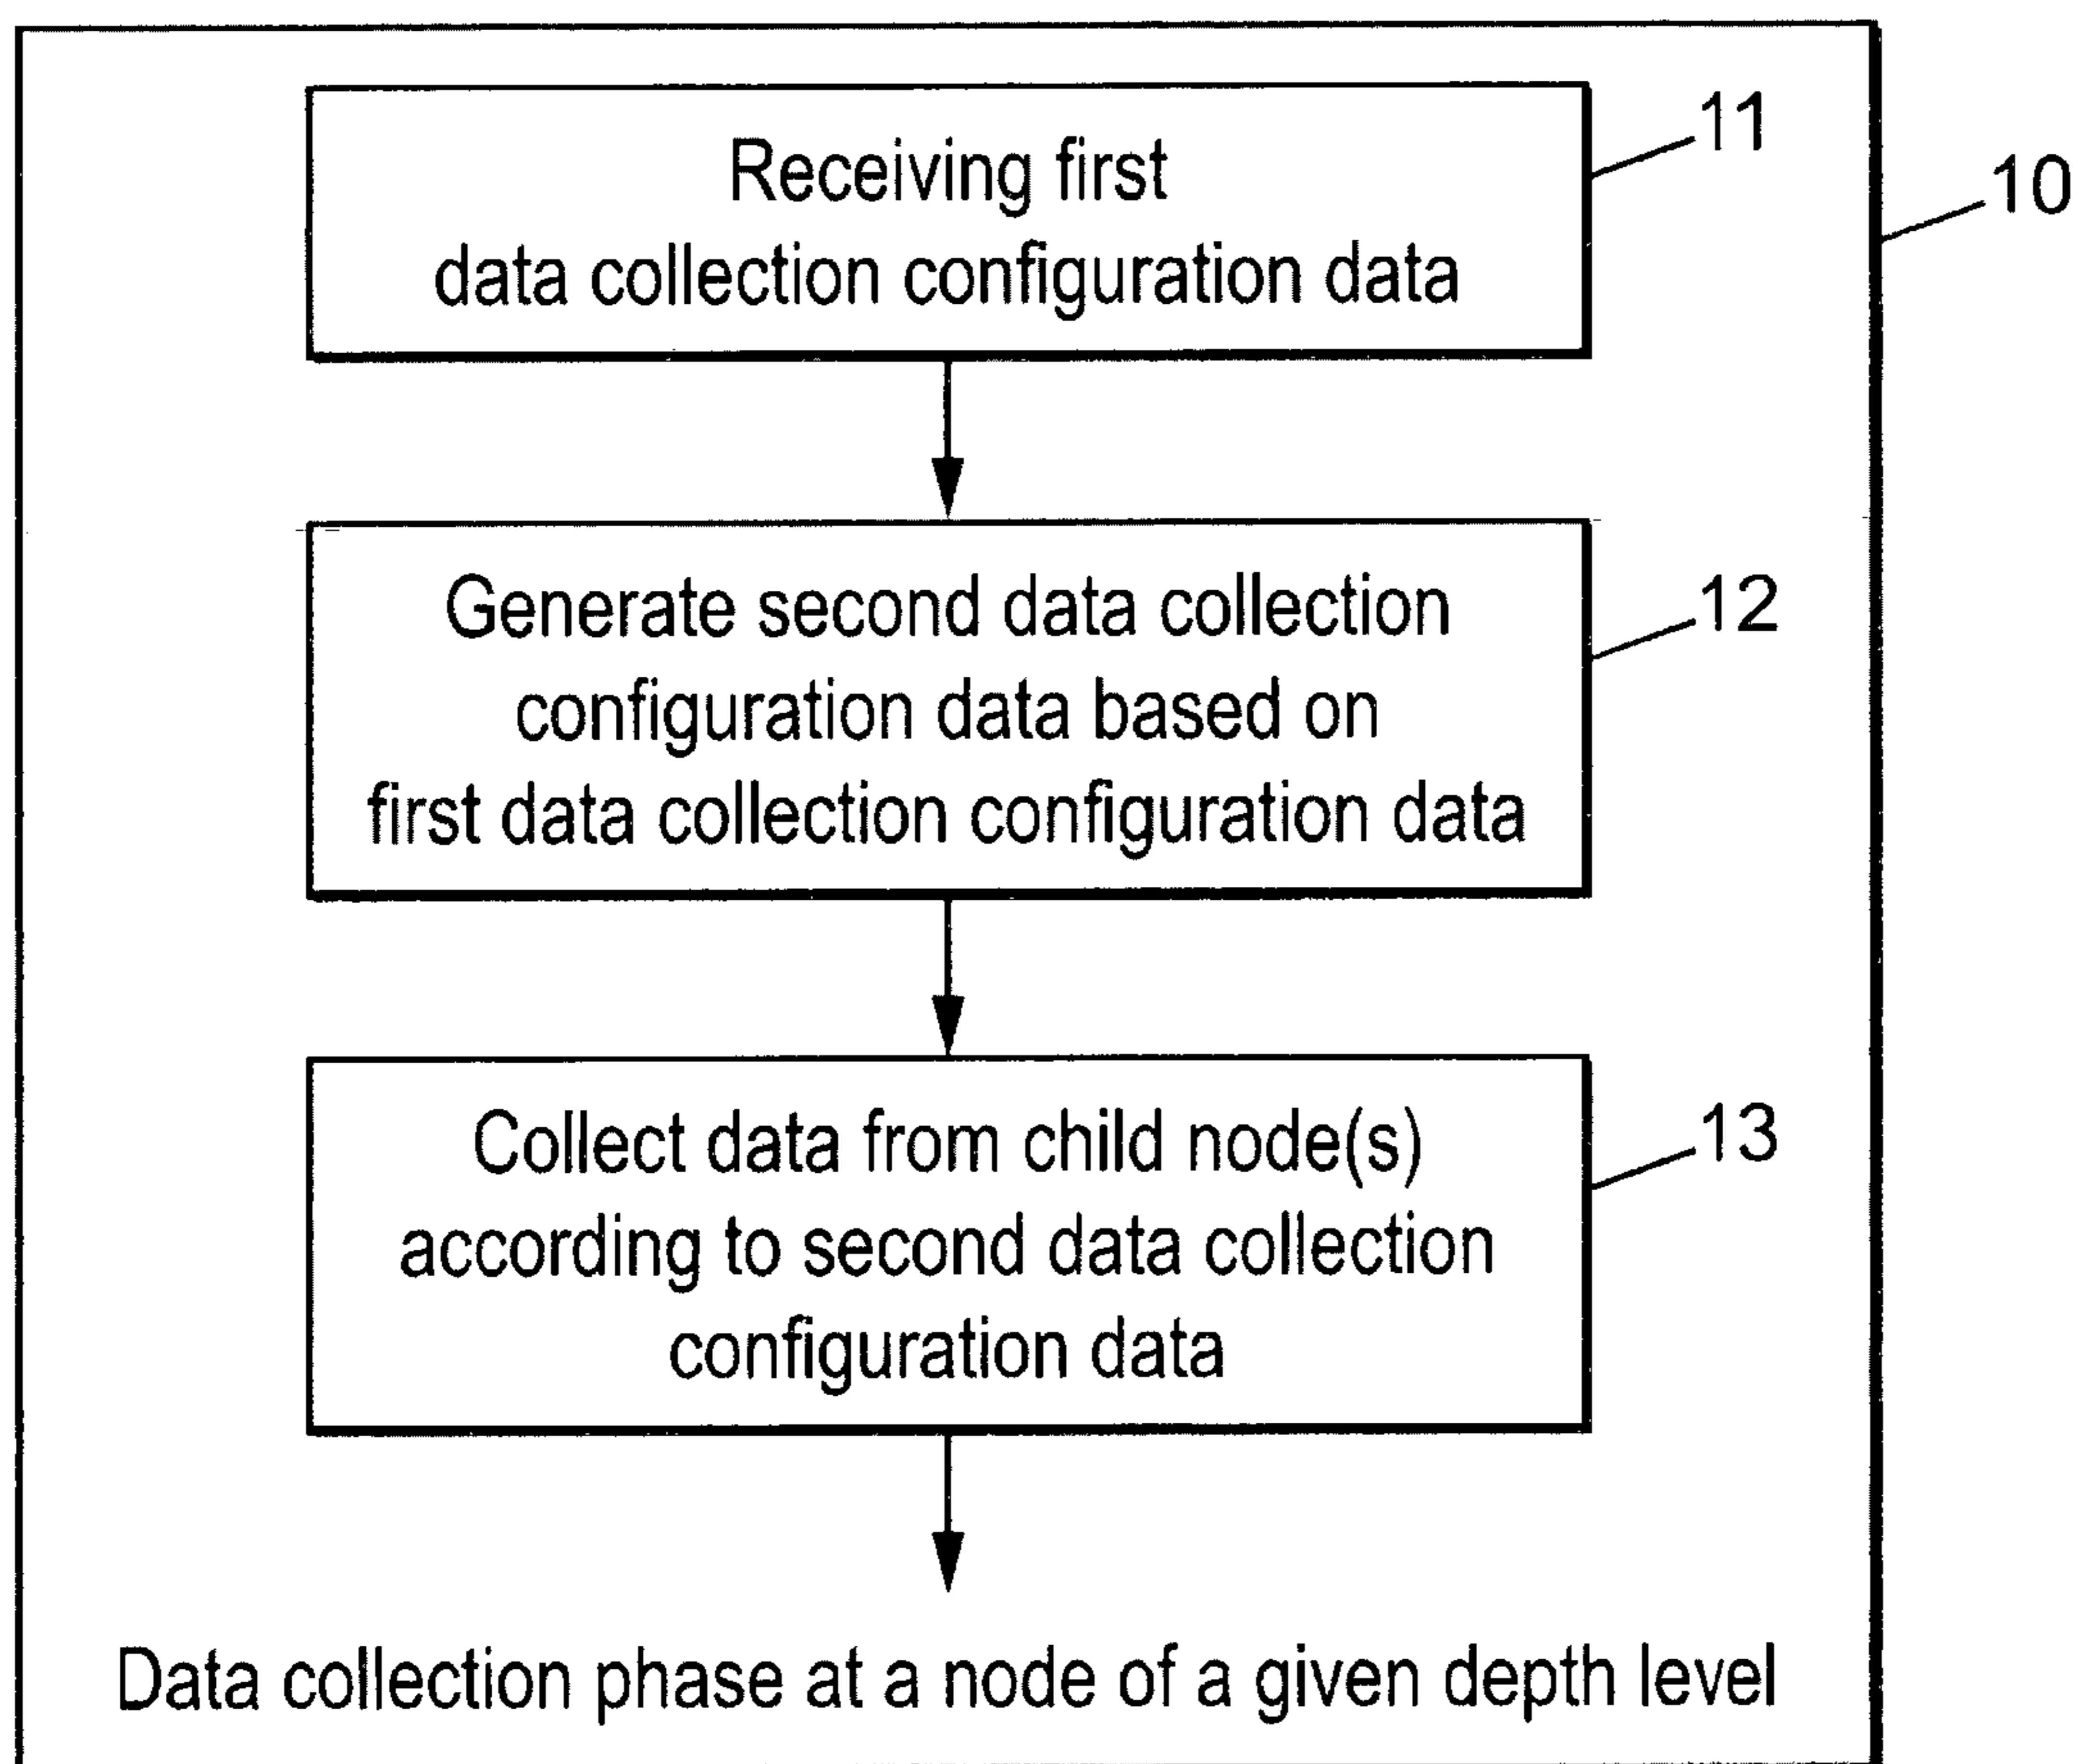 Receiving first
data collection configuration data
11
10
Generate second data collection
configuration data based on
first data collection configuration data
12
Collect data from child node(s)
according to second data collection
configuration data
13
Data collection phase at a node of a given depth level